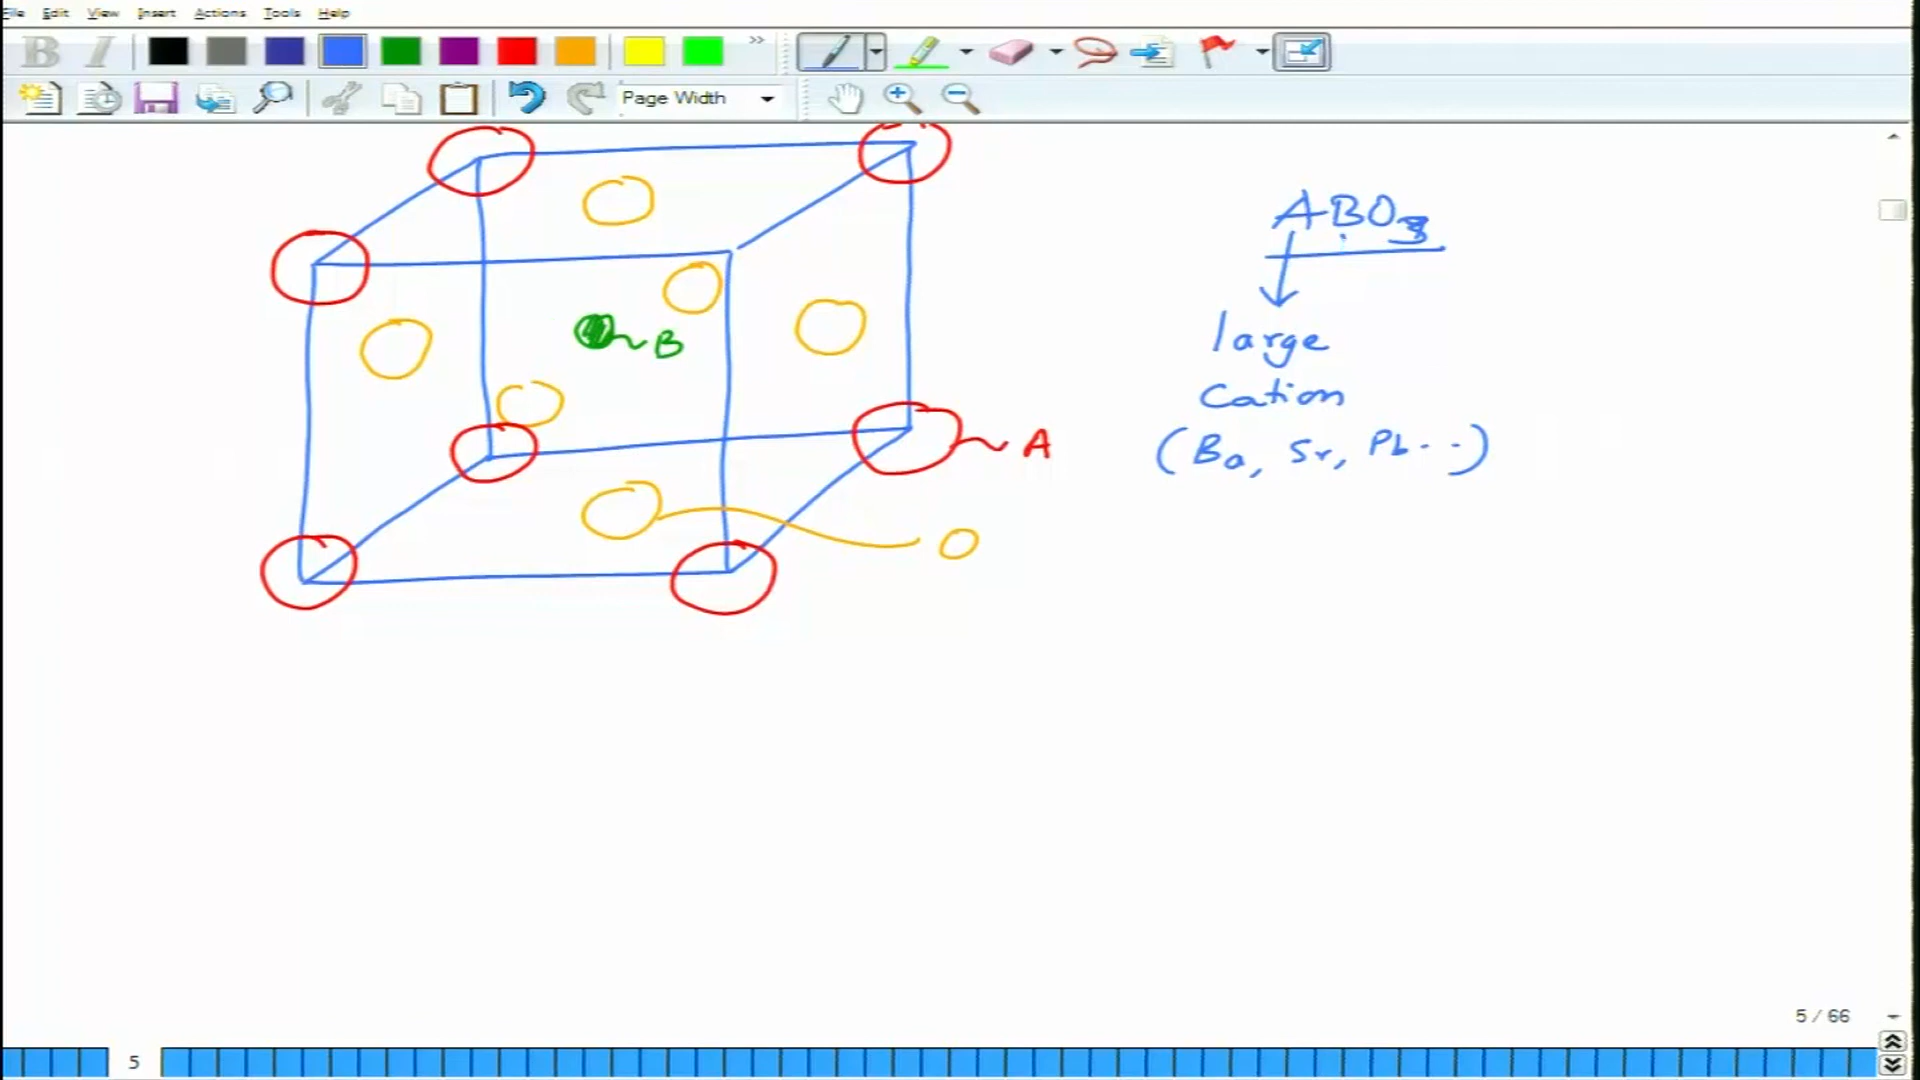 File Edit View Insert Actions Tools Help
B I
Page Width
ABO3
large
Cation
(Ba, Sr, Pb...)
B
A
O
5 / 66
5